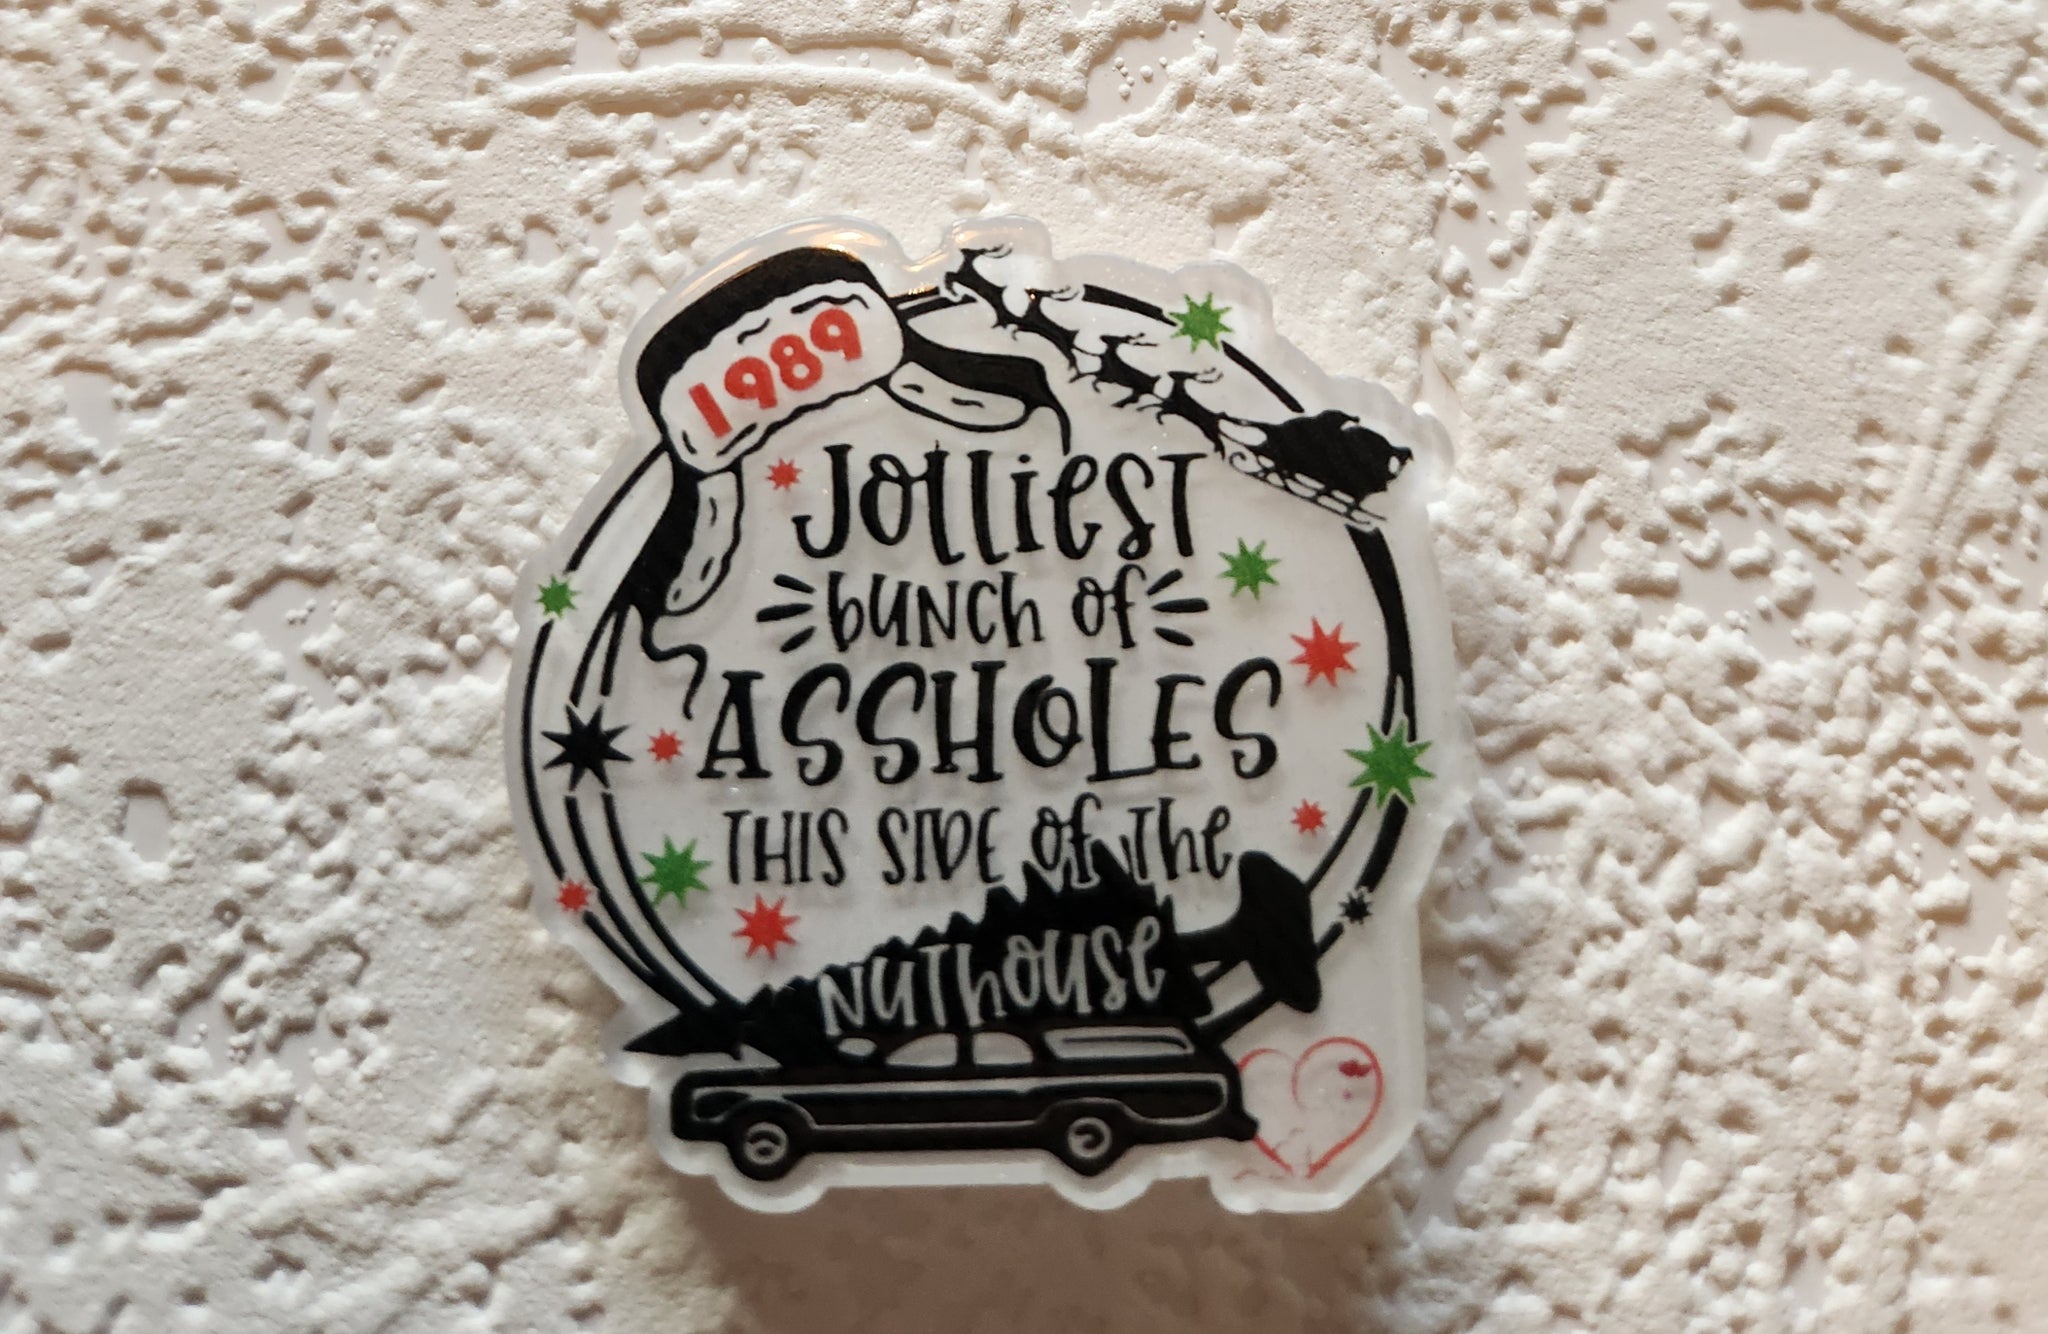 1989
Jolliest
bunch of
ASSHOLES
THIS SIDE of The
NUThouse